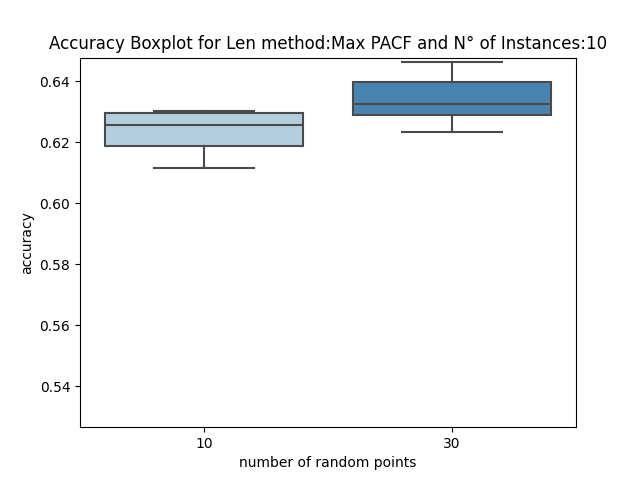 Accuracy Boxplot for Len method:Max PACF and N° of Instances:10
0.64
0.62
0.60
0.58
0.56
0.54
accuracy
10 30
number of random points